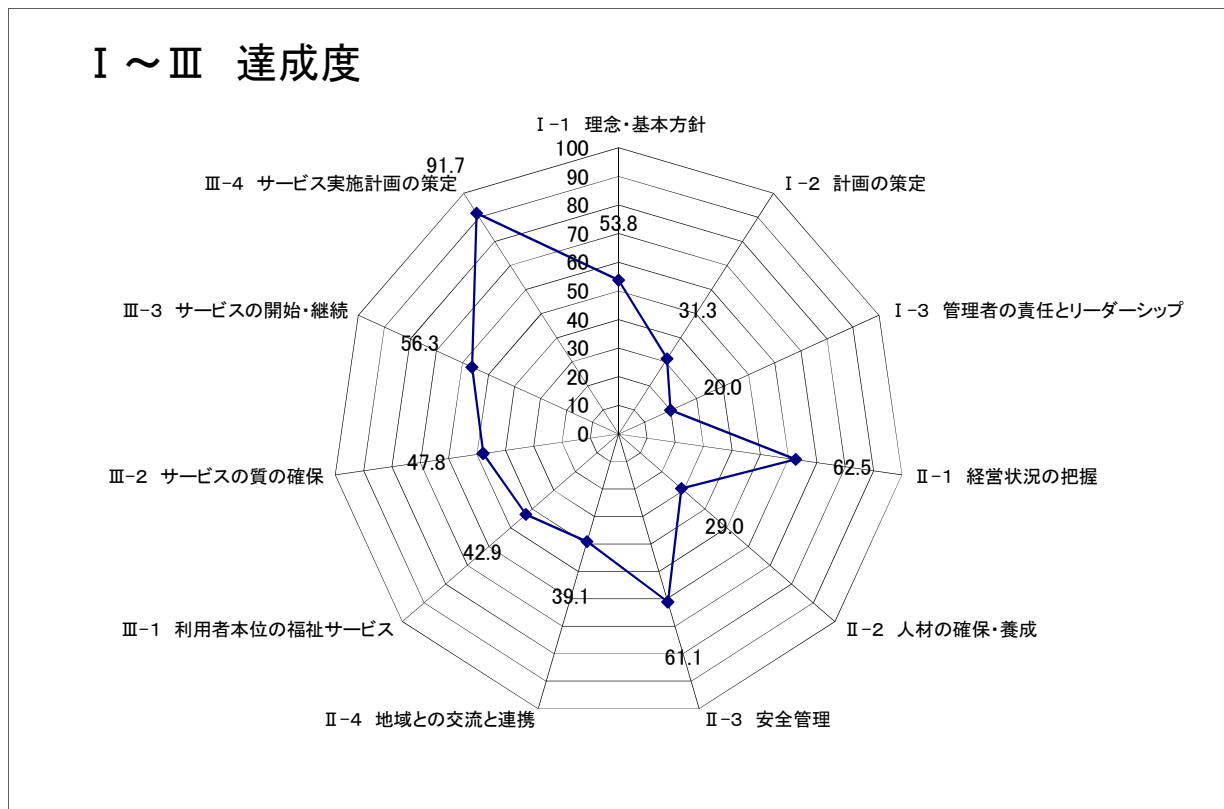 Ⅰ～Ⅲ 達成度
Ⅰ-1 理念・基本方針
Ⅰ-2 計画の策定
Ⅰ-3 管理者の責任とリーダーシップ
Ⅱ-1 経営状況の把握
Ⅱ-2 人材の確保・養成
Ⅱ-3 安全管理
Ⅱ-4 地域との交流と連携
Ⅲ-1 利用者本位の福祉サービス
Ⅲ-2 サービスの質の確保
Ⅲ-3 サービスの開始・継続
Ⅲ-4 サービス実施計画の策定
100
90
80
70
60
50
40
30
20
10
0
53.8
31.3
20.0
62.5
29.0
61.1
39.1
42.9
47.8
56.3
91.7